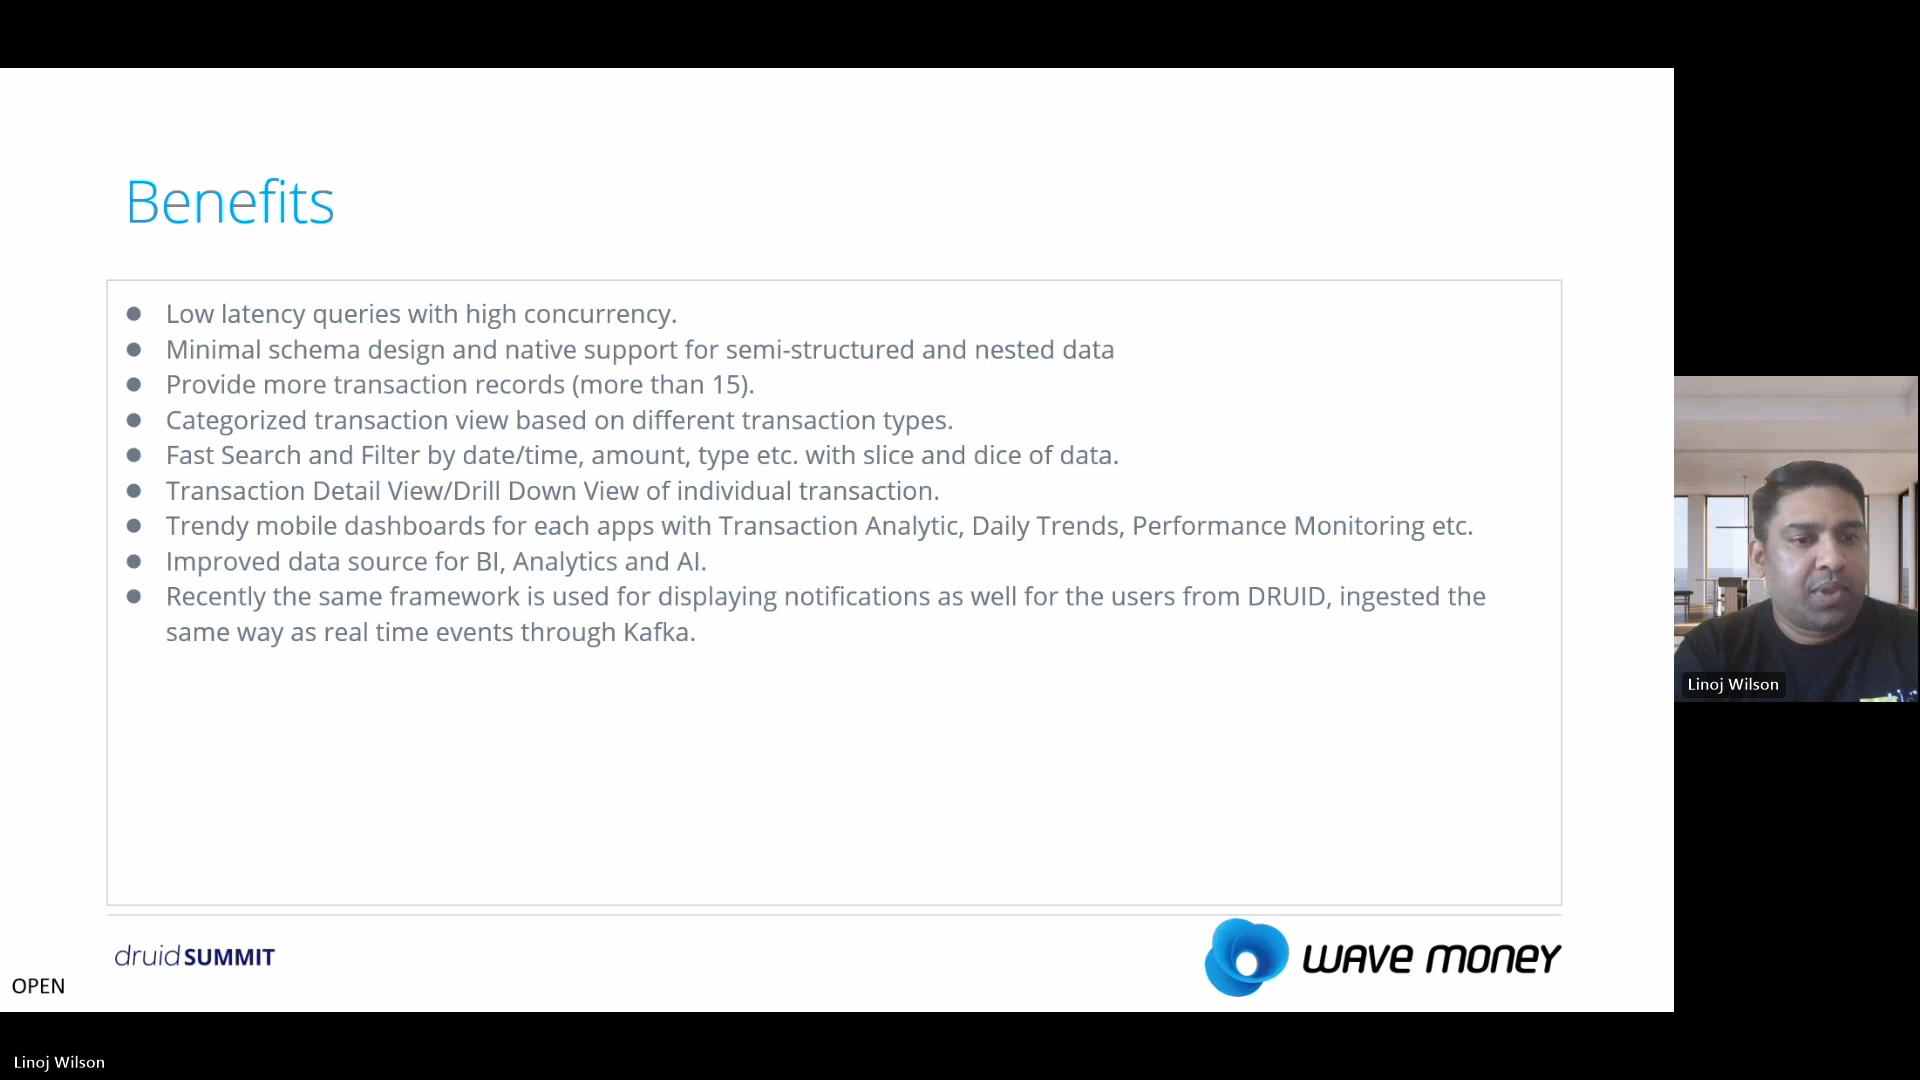 Benefits
Low latency queries with high concurrency.
Minimal schema design and native support for semi-structured and nested data
Provide more transaction records (more than 15).
Categorized transaction view based on different transaction types.
Fast Search and Filter by date/time, amount, type etc. with slice and dice of data.
Transaction Detail View/Drill Down View of individual transaction.
Trendy mobile dashboards for each apps with Transaction Analytic, Daily Trends, Performance Monitoring etc.
Improved data source for BI, Analytics and AI.
Recently the same framework is used for displaying notifications as well for the users from DRUID, ingested the
same way as real time events through Kafka.
druid SUMMIT
WAVE MONEY
OPEN
Linoj Wilson
Linoj Wilson